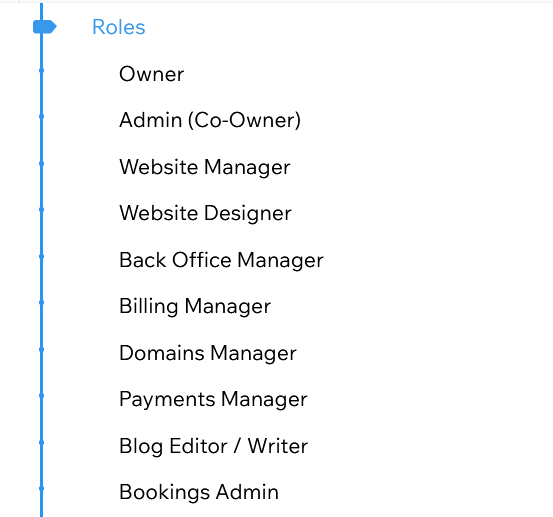 Roles
Owner
Admin (Co-Owner)
Website Manager
Website Designer
Back Office Manager
Billing Manager
Domains Manager
Payments Manager
Blog Editor / Writer
Bookings Admin